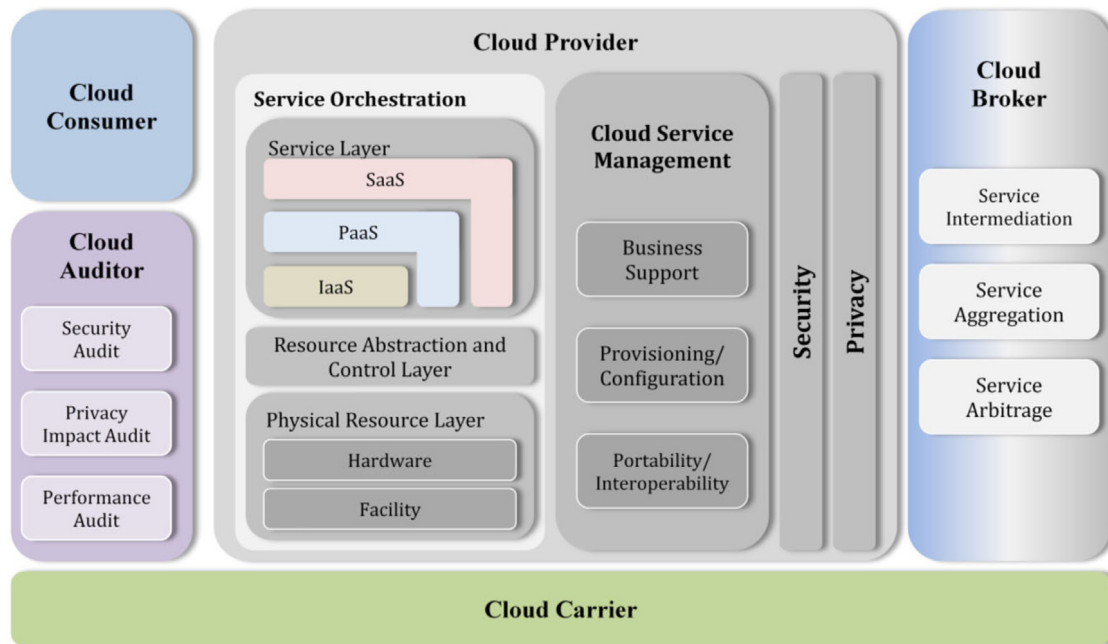 Cloud
Consumer
Cloud
Auditor
Security
Audit
Privacy
Impact Audit
Performance
Audit
Cloud Provider
Service Orchestration
Service Layer
SaaS
PaaS
IaaS
Resource Abstraction and
Control Layer
Physical Resource Layer
Hardware
Facility
Cloud Service
Management
Business
Support
Provisioning/
Configuration
Portability/
Interoperability
Security
Privacy
Cloud
Broker
Service
Intermediation
Service
Aggregation
Service
Arbitrage
Cloud Carrier